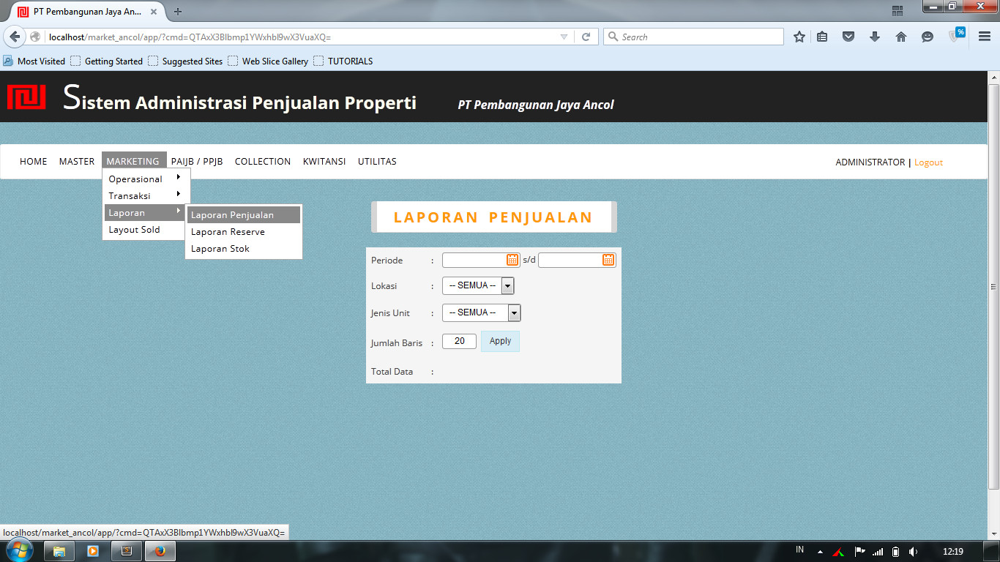 PT Pembangunan Jaya Anc...
localhost/market_ancol/app/?cmd=QTAxX3Blbmp1YWxhbl9wX3VuaXQ=
Search
%
Most Visited Getting Started Suggested Sites Web Slice Gallery TUTORIALS
Sistem Administrasi Penjualan Properti PT Pembangunan Jaya Ancol
HOME MASTER MARKETING PAIJB / PPJB COLLECTION KWITANSI UTILITAS ADMINISTRATOR | Logout
Operasional
Transaksi
Laporan
Layout Sold
Laporan Penjualan
Laporan Reserve
Laporan Stok
LAPORAN PENJUALAN
Periode : s/d
Lokasi : -- SEMUA --
Jenis Unit : -- SEMUA --
Jumlah Baris : 20 Apply
Total Data :
localhost/market_ancol/app/?cmd=QTAxX3Blbmp1YWxhbl9wX3VuaXQ=
IN 12:19